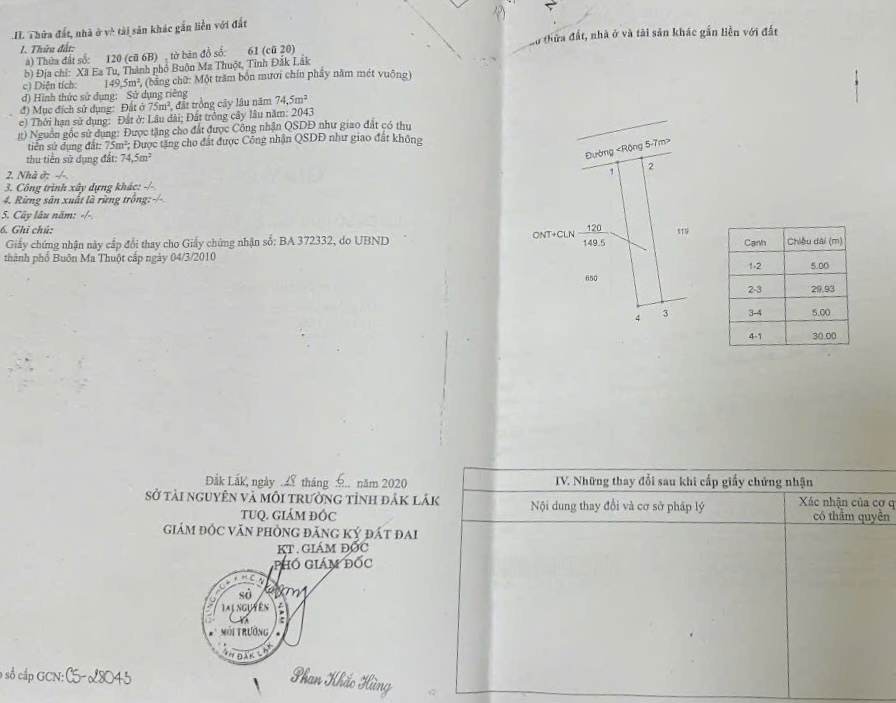 II. Thửa đất, nhà ở và tài sản khác gắn liền với đất
1. Thửa đất:
a) Thửa đất số: 120 (cũ 6B) , tờ bản đồ số: 61 (cũ 20)
b) Địa chỉ: Xã Ea Tu, Thành phố Buôn Ma Thuột, Tỉnh Đắk Lắk
c) Diện tích: 149,5m², (bằng chữ: Một trăm bốn mươi chín phẩy năm mét vuông)
d) Hình thức sử dụng: Sử dụng riêng
đ) Mục đích sử dụng: Đất ở 75m², đất trồng cây lâu năm 74,5m²
e) Thời hạn sử dụng: Đất ở: Lâu dài; Đất trồng cây lâu năm: 2043
g) Nguồn gốc sử dụng: Được tặng cho đất được Công nhận QSDĐ như giao đất có thu
tiền sử dụng đất: 75m²; Được tặng cho đất được Công nhận QSDĐ như giao đất không
thu tiền sử dụng đất: 74,5m²
2. Nhà ở: -/-.
3. Công trình xây dựng khác: -/-.
4. Rừng sản xuất là rừng trồng: -/-.
5. Cây lâu năm: -/-.
6. Ghi chú:
Giấy chứng nhận này cấp đổi thay cho Giấy chứng nhận số: BA 372332, do UBND
thành phố Buôn Ma Thuột cấp ngày 04/3/2010
Đắk Lắk, ngày 18 tháng 6 năm 2020
SỞ TÀI NGUYÊN VÀ MÔI TRƯỜNG TỈNH ĐẮK LẮK
TUQ. GIÁM ĐỐC
GIÁM ĐỐC VĂN PHÒNG ĐĂNG KÝ ĐẤT ĐAI
KT. GIÁM ĐỐC
PHÓ GIÁM ĐỐC
SỞ
TÀI NGUYÊN
VÀ
MÔI TRƯỜNG
TỈNH ĐẮK LẮK
Phan Khắc Hùng
số cấp GCN: CS-28043
thửa đất, nhà ở và tài sản khác gắn liền với đất
Đường <Rộng 5-7m>
1 2
ONT+CLN 120
149.5
119
650
4 3
Cạnh Chiều dài (m)
1-2 5.00
2-3 29.93
3-4 5.00
4-1 30.00
IV. Những thay đổi sau khi cấp giấy chứng nhận
Nội dung thay đổi và cơ sở pháp lý
Xác nhận của cơ q
có thẩm quyền